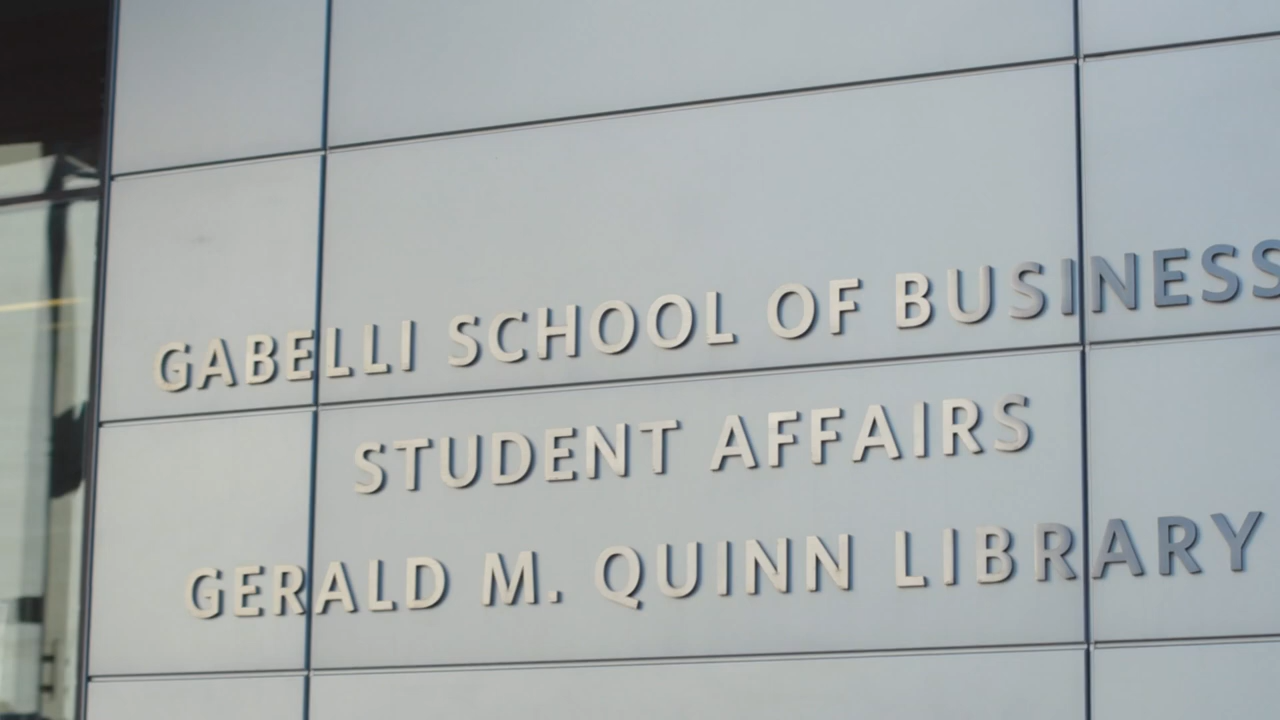 GABELLI SCHOOL OF BUSINESS
STUDENT AFFAIRS
GERALD M. QUINN LIBRARY